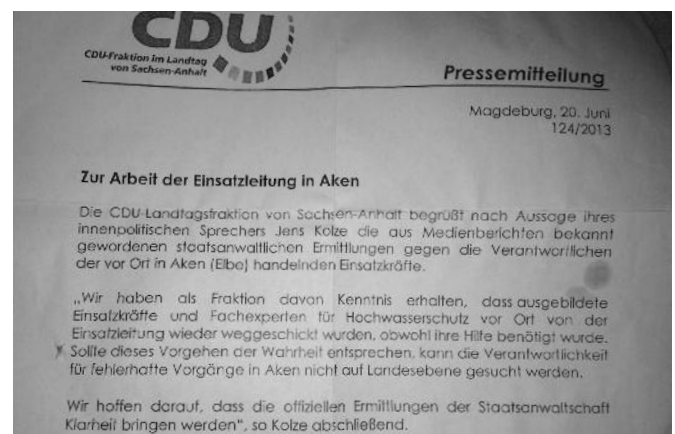 CDU
CDU-Fraktion im Landtag
von Sachsen-Anhalt
Pressemitteilung
Magdeburg, 20. Juni
124/2013
Zur Arbeit der Einsatzleitung in Aken
Die CDU-Landtagsfraktion von Sachsen-Anhalt begrüßt nach Aussage ihres
innenpolitischen Sprechers Jens Kolze die aus Medienberichten bekannt
gewordenen staatsanwaltlichen Ermittlungen gegen die Verantwortlichen
der vor Ort in Aken (Elbe) handelnden Einsatzkräfte.
„Wir haben als Fraktion davon Kenntnis erhalten, dass ausgebildete
Einsatzkräfte und Fachexperten für Hochwasserschutz vor Ort von der
Einsatzleitung wieder weggeschickt wurden, obwohl ihre Hilfe benötigt wurde.
Sollte dieses Vorgehen der Wahrheit entsprechen, kann die Verantwortlichkeit
für fehlerhafte Vorgänge in Aken nicht auf Landesebene gesucht werden.
Wir hoffen darauf, dass die offiziellen Ermittlungen der Staatsanwaltschaft
Klarheit bringen werden", so Kolze abschließend.